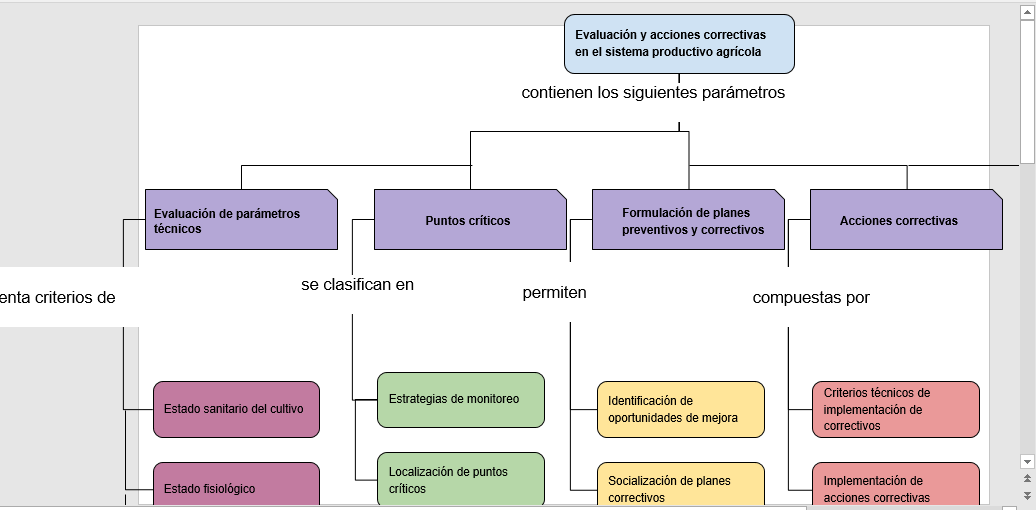 Evaluación y acciones correctivas
en el sistema productivo agrícola
contienen los siguientes parámetros
Evaluación de parámetros
técnicos
Puntos críticos
Formulación de planes
preventivos y correctivos
Acciones correctivas
enta criterios de
se clasifican en
permiten
compuestas por
Estado sanitario del cultivo
Estrategias de monitoreo
Identificación de
oportunidades de mejora
Criterios técnicos de
implementación de
correctivos
Estado fisiológico
Localización de puntos
críticos
Socialización de planes
correctivos
Implementación de
acciones correctivas